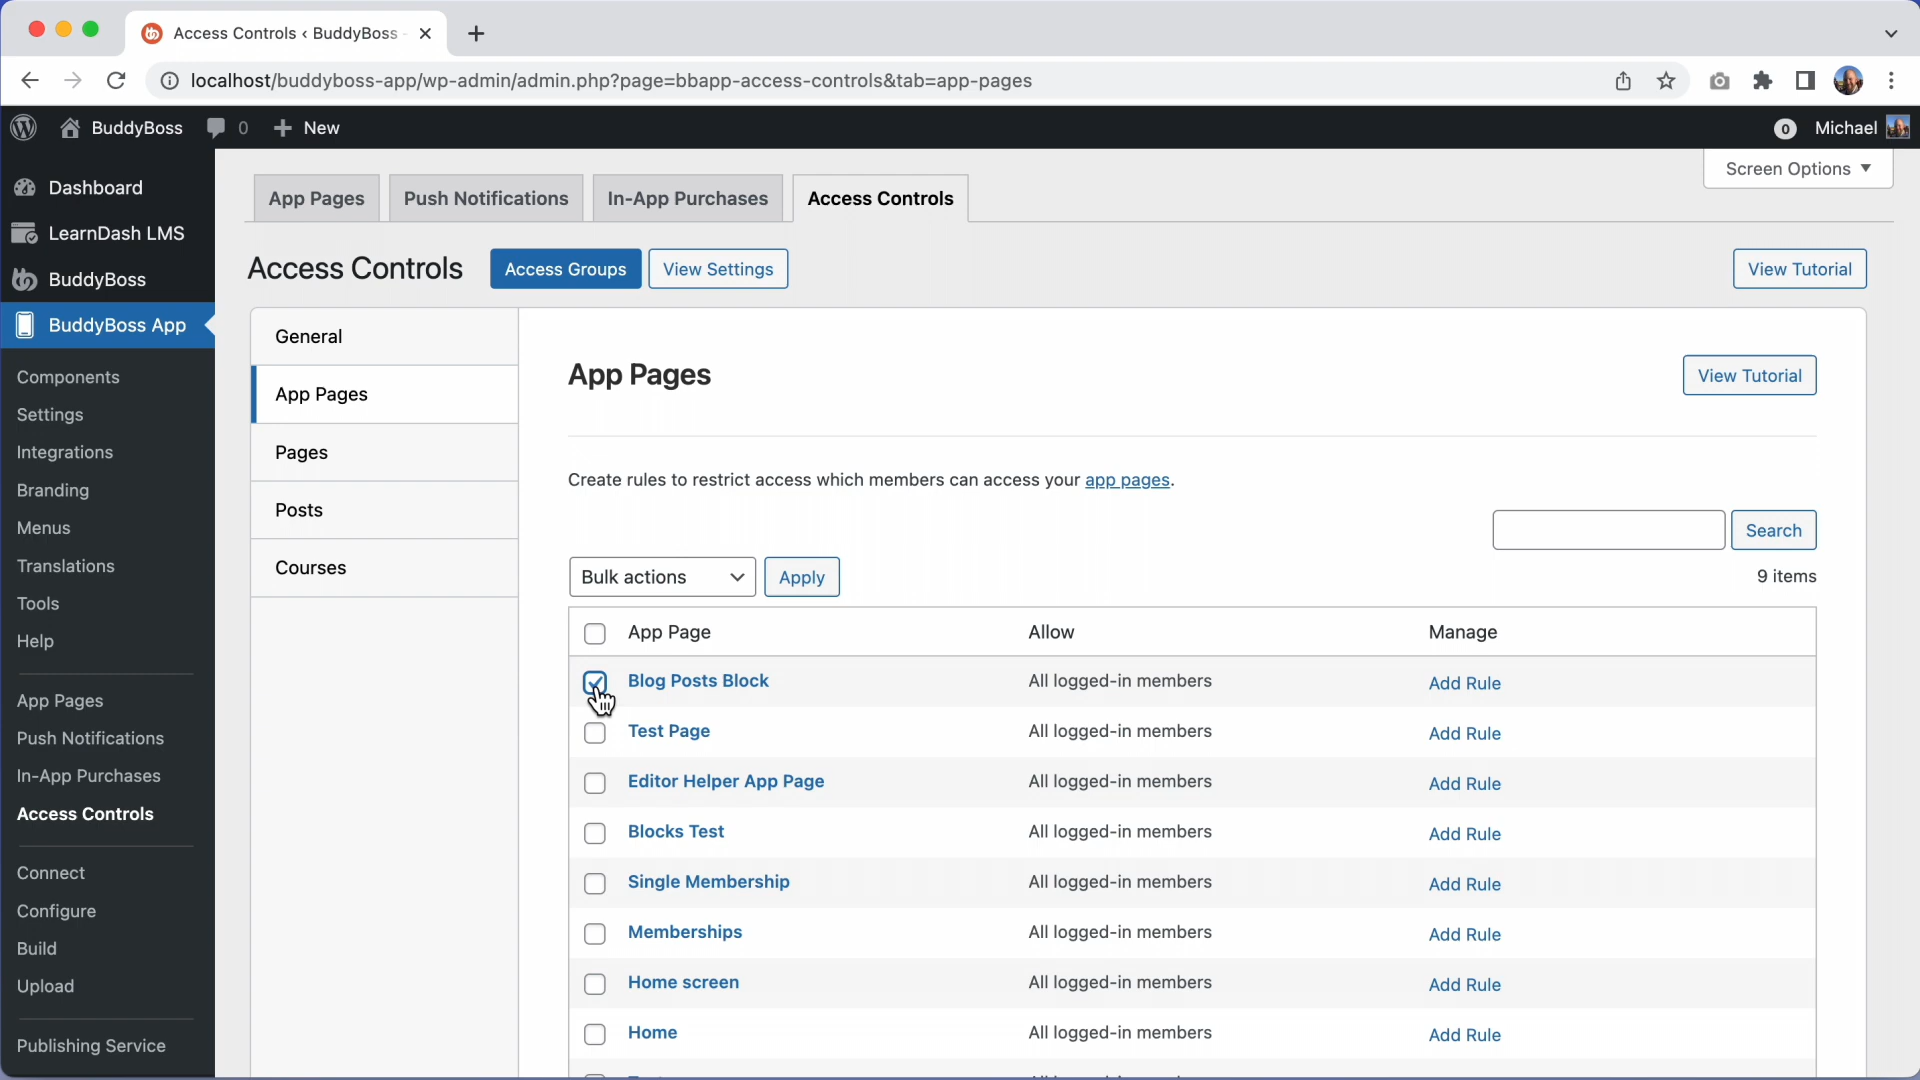 Access Controls ‹ BuddyBoss
localhost/buddyboss-app/wp-admin/admin.php?page=bbapp-access-controls&tab=app-pages
BuddyBoss 0 New 0 Michael
Screen Options
Dashboard
LearnDash LMS
BuddyBoss
BuddyBoss App
Components
Settings
Integrations
Branding
Menus
Translations
Tools
Help
App Pages
Push Notifications
In-App Purchases
Access Controls
Connect
Configure
Build
Upload
Publishing Service
App Pages Push Notifications In-App Purchases Access Controls
Access Controls Access Groups View Settings View Tutorial
General
App Pages
Pages
Posts
Courses
App Pages View Tutorial
Create rules to restrict access which members can access your app pages.
Search
Bulk actions Apply 9 items
App Page Allow Manage
Blog Posts Block All logged-in members Add Rule
Test Page All logged-in members Add Rule
Editor Helper App Page All logged-in members Add Rule
Blocks Test All logged-in members Add Rule
Single Membership All logged-in members Add Rule
Memberships All logged-in members Add Rule
Home screen All logged-in members Add Rule
Home All logged-in members Add Rule